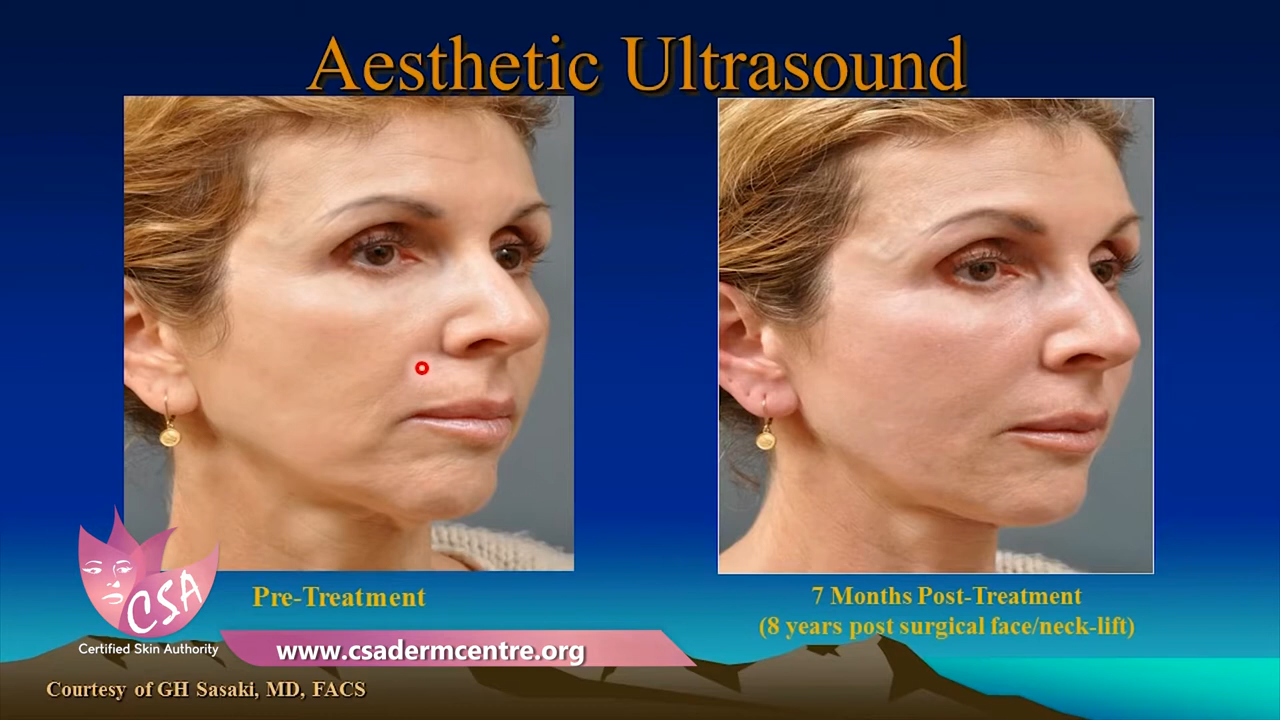 Aesthetic Ultrasound
Pre-Treatment
7 Months Post-Treatment
(8 years post surgical face/neck-lift)
CSA
Certified Skin Authority
www.csadermcentre.org
Courtesy of GH Sasaki, MD, FACS